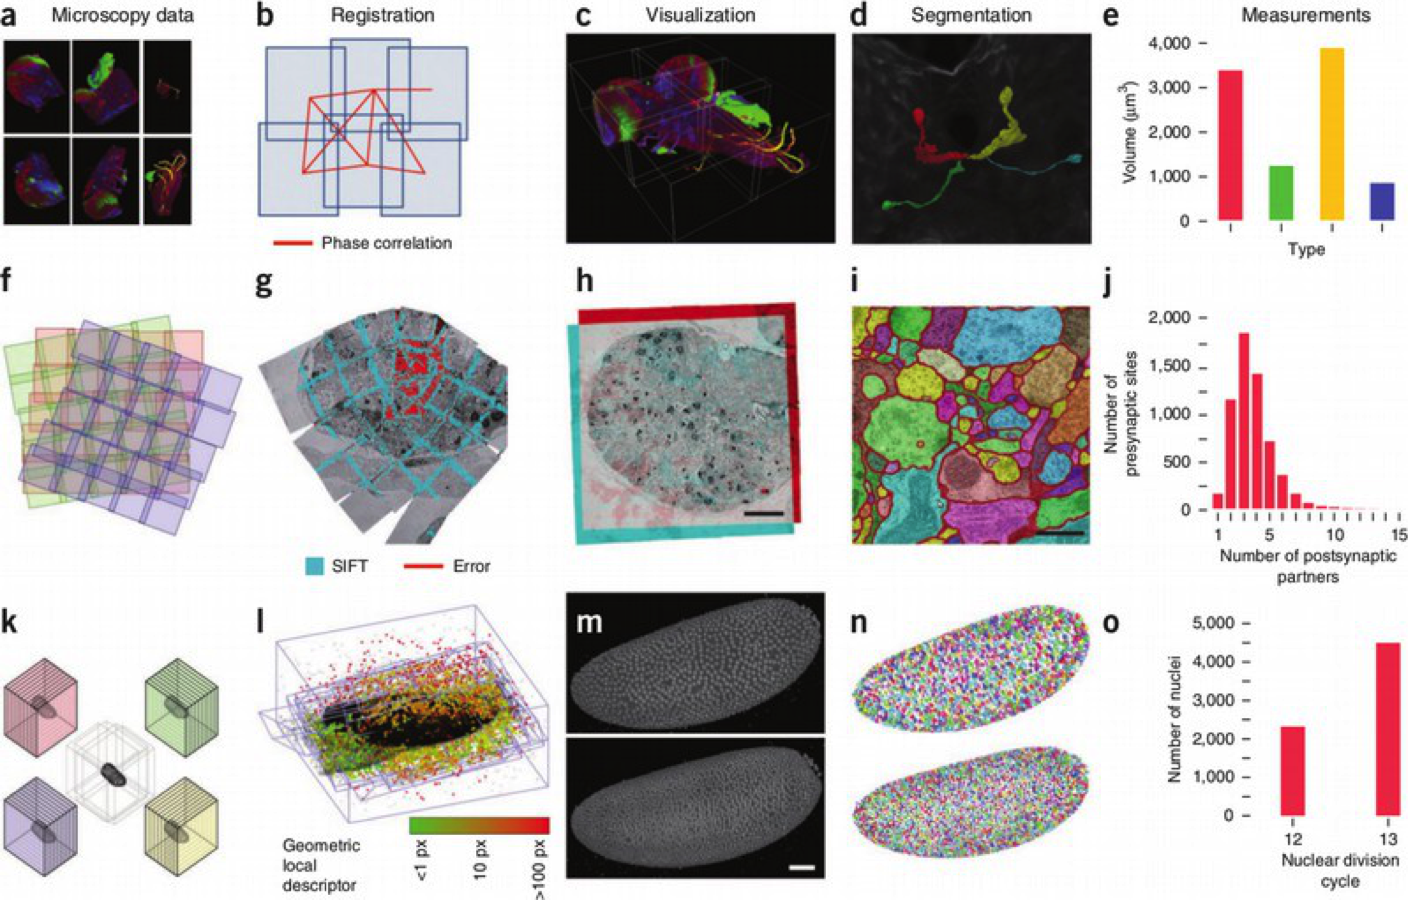 a Microscopy data
b Registration
c Visualization
d Segmentation
e Measurements
Phase correlation
4,000
3,000
2,000
1,000
0
Volume (μm³)
Type
f
g
h
i
j
SIFT
Error
2,000
1,500
1,000
500
0
Number of
presynaptic sites
1 5 10 15
Number of postsynaptic
partners
k
l
m
n
o
Geometric
local
descriptor
<1 px
10 px
>100 px
5,000
4,000
3,000
2,000
1,000
0
Number of nuclei
12 13
Nuclear division
cycle